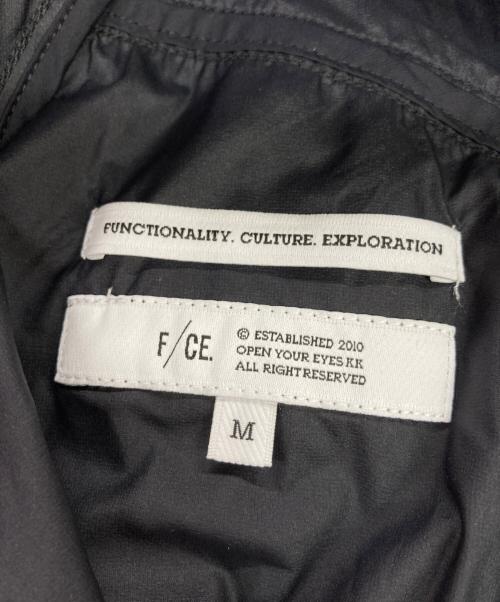 FUNCTIONALITY. CULTURE. EXPLORATION
F/CE.
© ESTABLISHED 2010
OPEN YOUR EYES KK
ALL RIGHT RESERVED
M